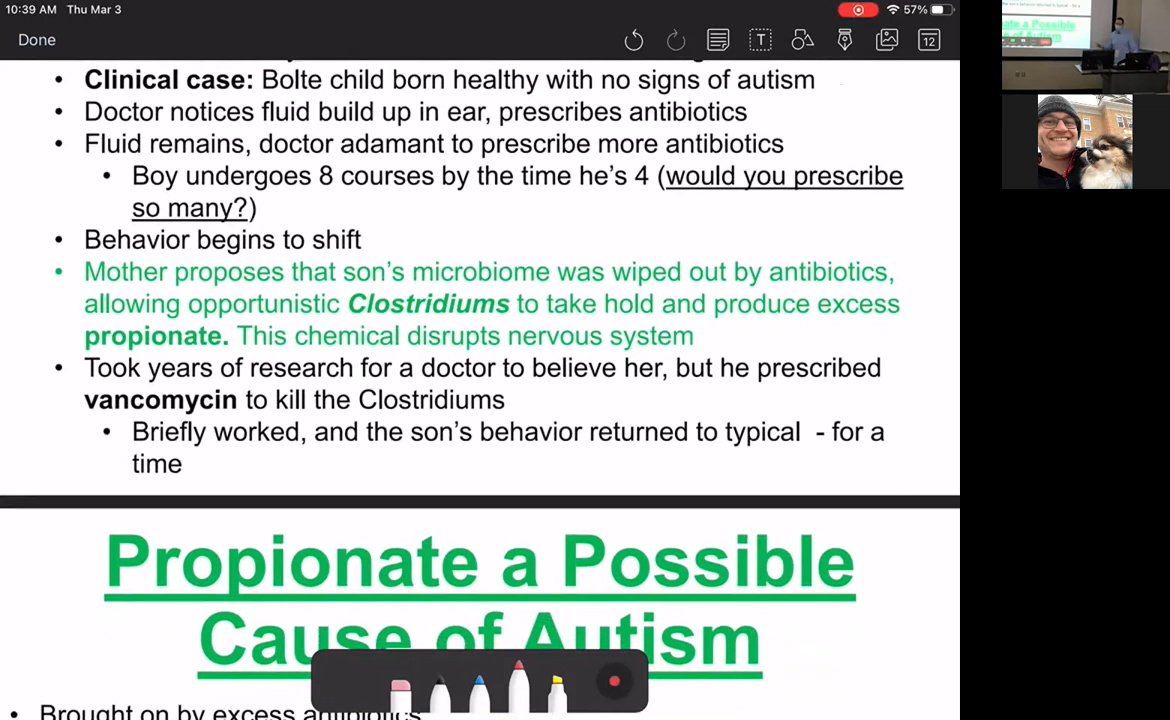 10:39 AM Thu Mar 3
57%
Done
T
12
• Clinical case: Bolte child born healthy with no signs of autism
• Doctor notices fluid build up in ear, prescribes antibiotics
• Fluid remains, doctor adamant to prescribe more antibiotics
• Boy undergoes 8 courses by the time he's 4 (would you prescribe
so many?)
• Behavior begins to shift
• Mother proposes that son's microbiome was wiped out by antibiotics,
allowing opportunistic Clostridiums to take hold and produce excess
propionate. This chemical disrupts nervous system
• Took years of research for a doctor to believe her, but he prescribed
vancomycin to kill the Clostridiums
• Briefly worked, and the son's behavior returned to typical - for a
time
Propionate a Possible
Cause of Autism
• Brought on by excess antibiotics
ate a Possible
of Autism